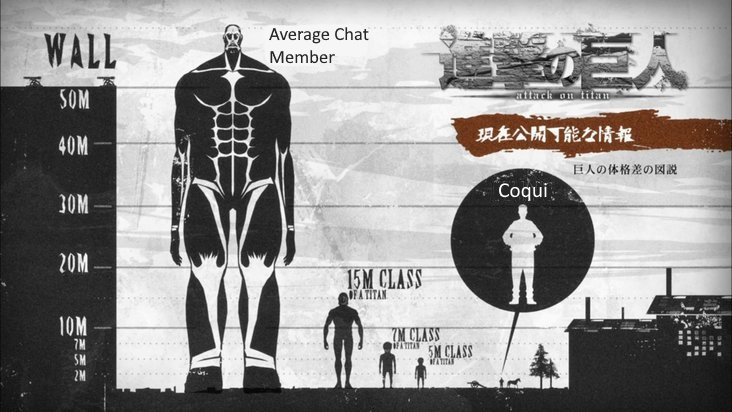 WALL
50M
40M
30M
20M
10M
7M
5M
2M
Average Chat
Member
進撃の巨人
attack on titan
現在公開可能な情報
巨人の体格差の図説
Coqui
15M CLASS
OF A TITAN
7M CLASS
OF A TITAN
5M CLASS
OF A TITAN